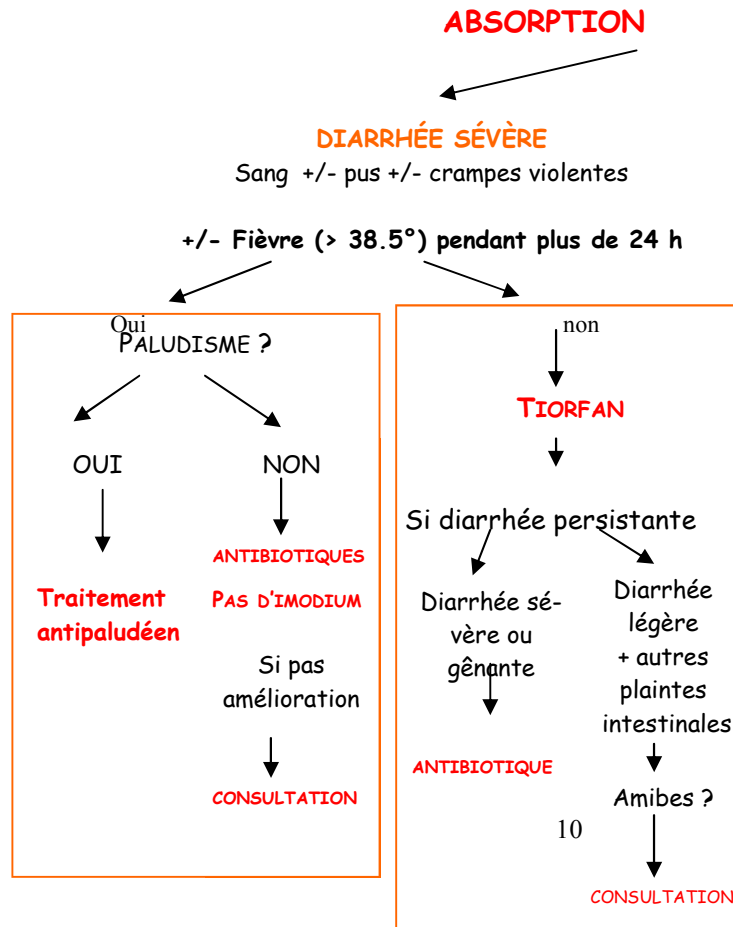 ABSORPTION
DIARRHÉE SÉVÈRE
Sang +/- pus +/- crampes violentes
+/- Fièvre (> 38.5°) pendant plus de 24 h
Oui
PALUDISME ?
OUI
NON
Traitement
antipaludéen
ANTIBIOTIQUES
PAS D'IMODIUM
Si pas
amélioration
CONSULTATION
non
TIORFAN
Si diarrhée persistante
Diarrhée sé-
vère ou
gênante
ANTIBIOTIQUE
Diarrhée
légère
+ autres
plaintes
intestinales
Amibes ?
10
CONSULTATION